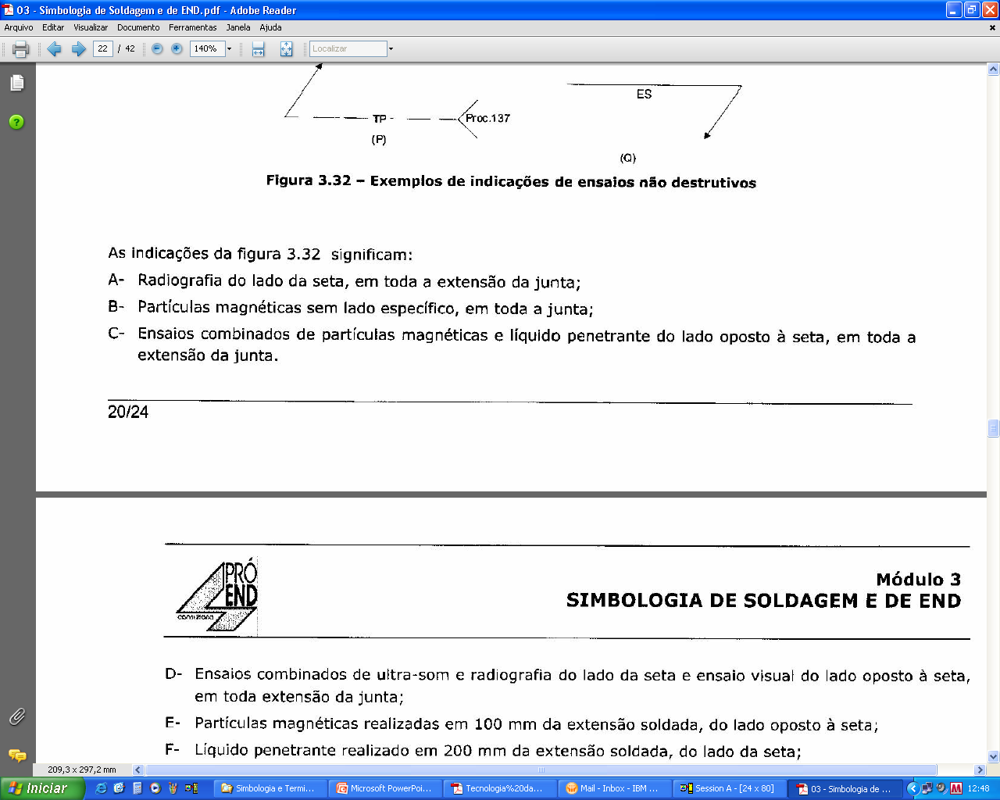 03 - Simbologia de Soldagem e de END.pdf - Adobe Reader
Arquivo Editar Visualizar Documento Ferramentas Janela Ajuda
22 / 42 140% Localizar
ES
TP
Proc.137
(P)
(Q)
Figura 3.32 – Exemplos de indicações de ensaios não destrutivos
As indicações da figura 3.32 significam:
A- Radiografia do lado da seta, em toda a extensão da junta;
B- Partículas magnéticas sem lado específico, em toda a junta;
C- Ensaios combinados de partículas magnéticas e líquido penetrante do lado oposto à seta, em toda a
extensão da junta.
20/24
PRÓ
END
consultoria
Módulo 3
SIMBOLOGIA DE SOLDAGEM E DE END
D- Ensaios combinados de ultra-som e radiografia do lado da seta e ensaio visual do lado oposto à seta,
em toda extensão da junta;
E- Partículas magnéticas realizadas em 100 mm da extensão soldada, do lado oposto à seta;
F- Líquido penetrante realizado em 200 mm da extensão soldada, do lado da seta;
209,3 x 297,2 mm
Iniciar Simbologia e Termi... Microsoft PowerPoi... Tecnologia%20da... Mail - Inbox - IBM ... Session A - [24 x 80] 03 - Simbologia de ... 12:48